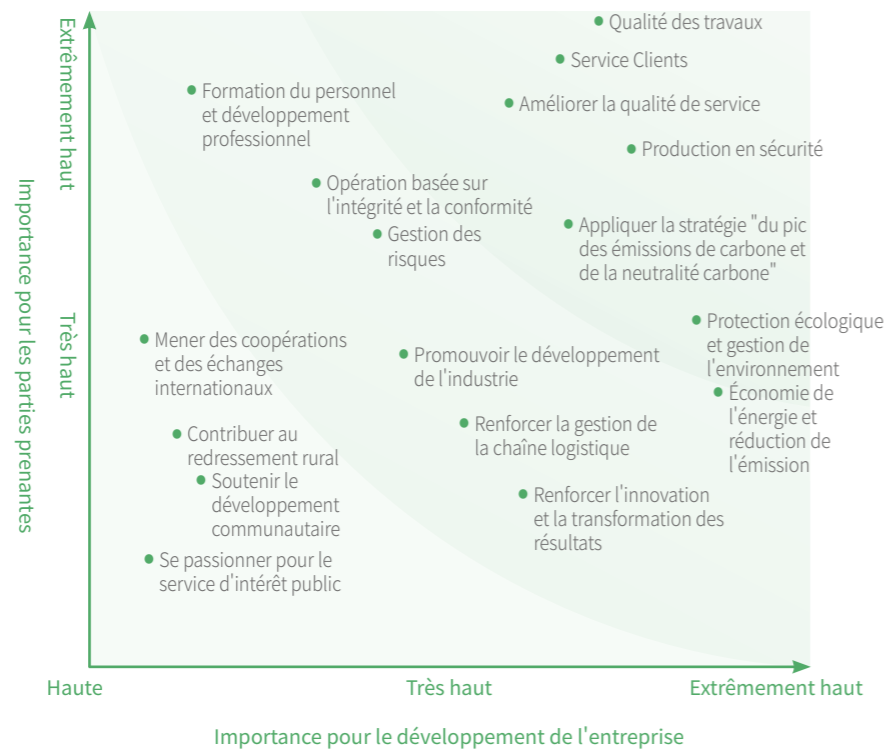 Extrêmement haut
Très haut
Importance pour les parties prenantes
Qualité des travaux
Service Clients
Formation du personnel
et développement
professionnel
Améliorer la qualité de service
Production en sécurité
Opération basée sur
l'intégrité et la conformité
Gestion des
risques
Appliquer la stratégie "du pic
des émissions de carbone et
de la neutralité carbone"
Protection écologique
et gestion de
l'environnement
Mener des coopérations
et des échanges
internationaux
Promouvoir le développement
de l'industrie
Économie de
l'énergie et
réduction de
l'émission
Contribuer au
redressement rural
Renforcer la gestion de
la chaîne logistique
Soutenir le
développement
communautaire
Renforcer l'innovation
et la transformation des
résultats
Se passionner pour le
service d'intérêt public
Haute
Très haut
Extrêmement haut
Importance pour le développement de l'entreprise